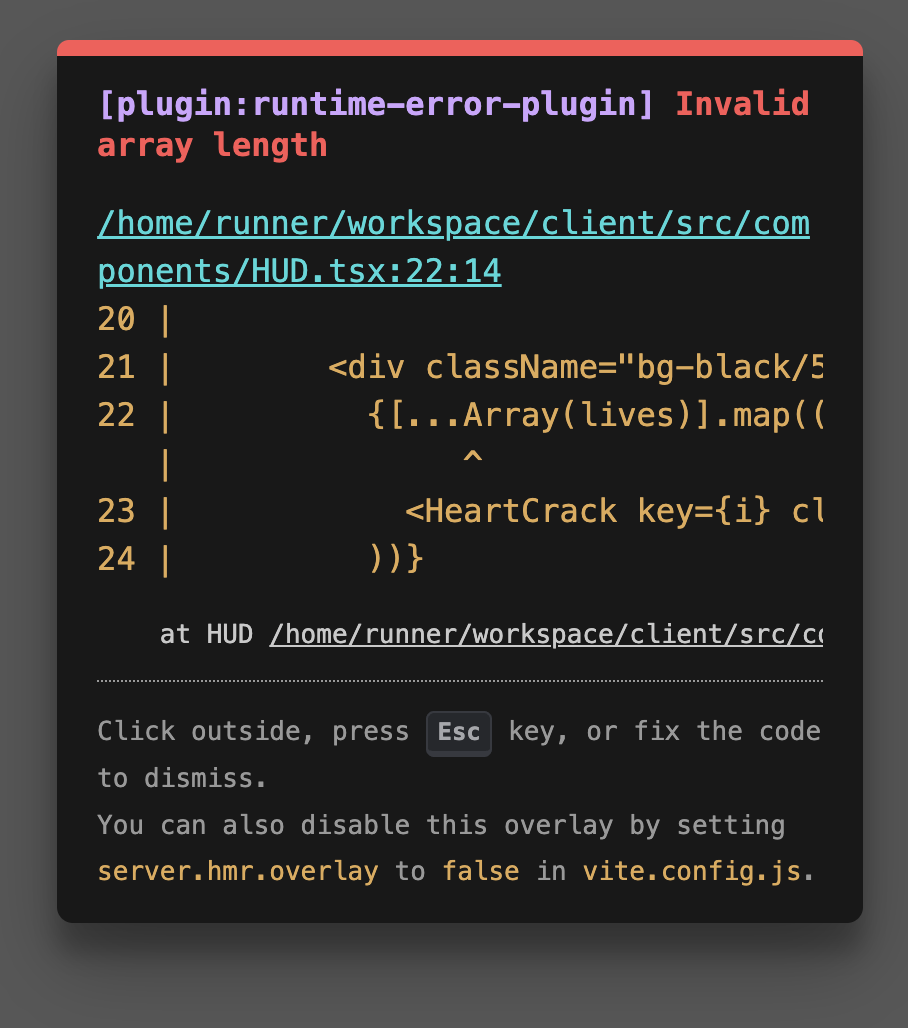 [plugin:runtime-error-plugin] Invalid
array length
/home/runner/workspace/client/src/com
ponents/HUD.tsx:22:14
20 |
21 |        <div className="bg-black/5
22 |          {[...Array(lives)].map((
   |               ^
23 |            <HeartCrack key={i} cl
24 |          ))}
at HUD /home/runner/workspace/client/src/co
Click outside, press Esc key, or fix the code
to dismiss.
You can also disable this overlay by setting
server.hmr.overlay to false in vite.config.js.